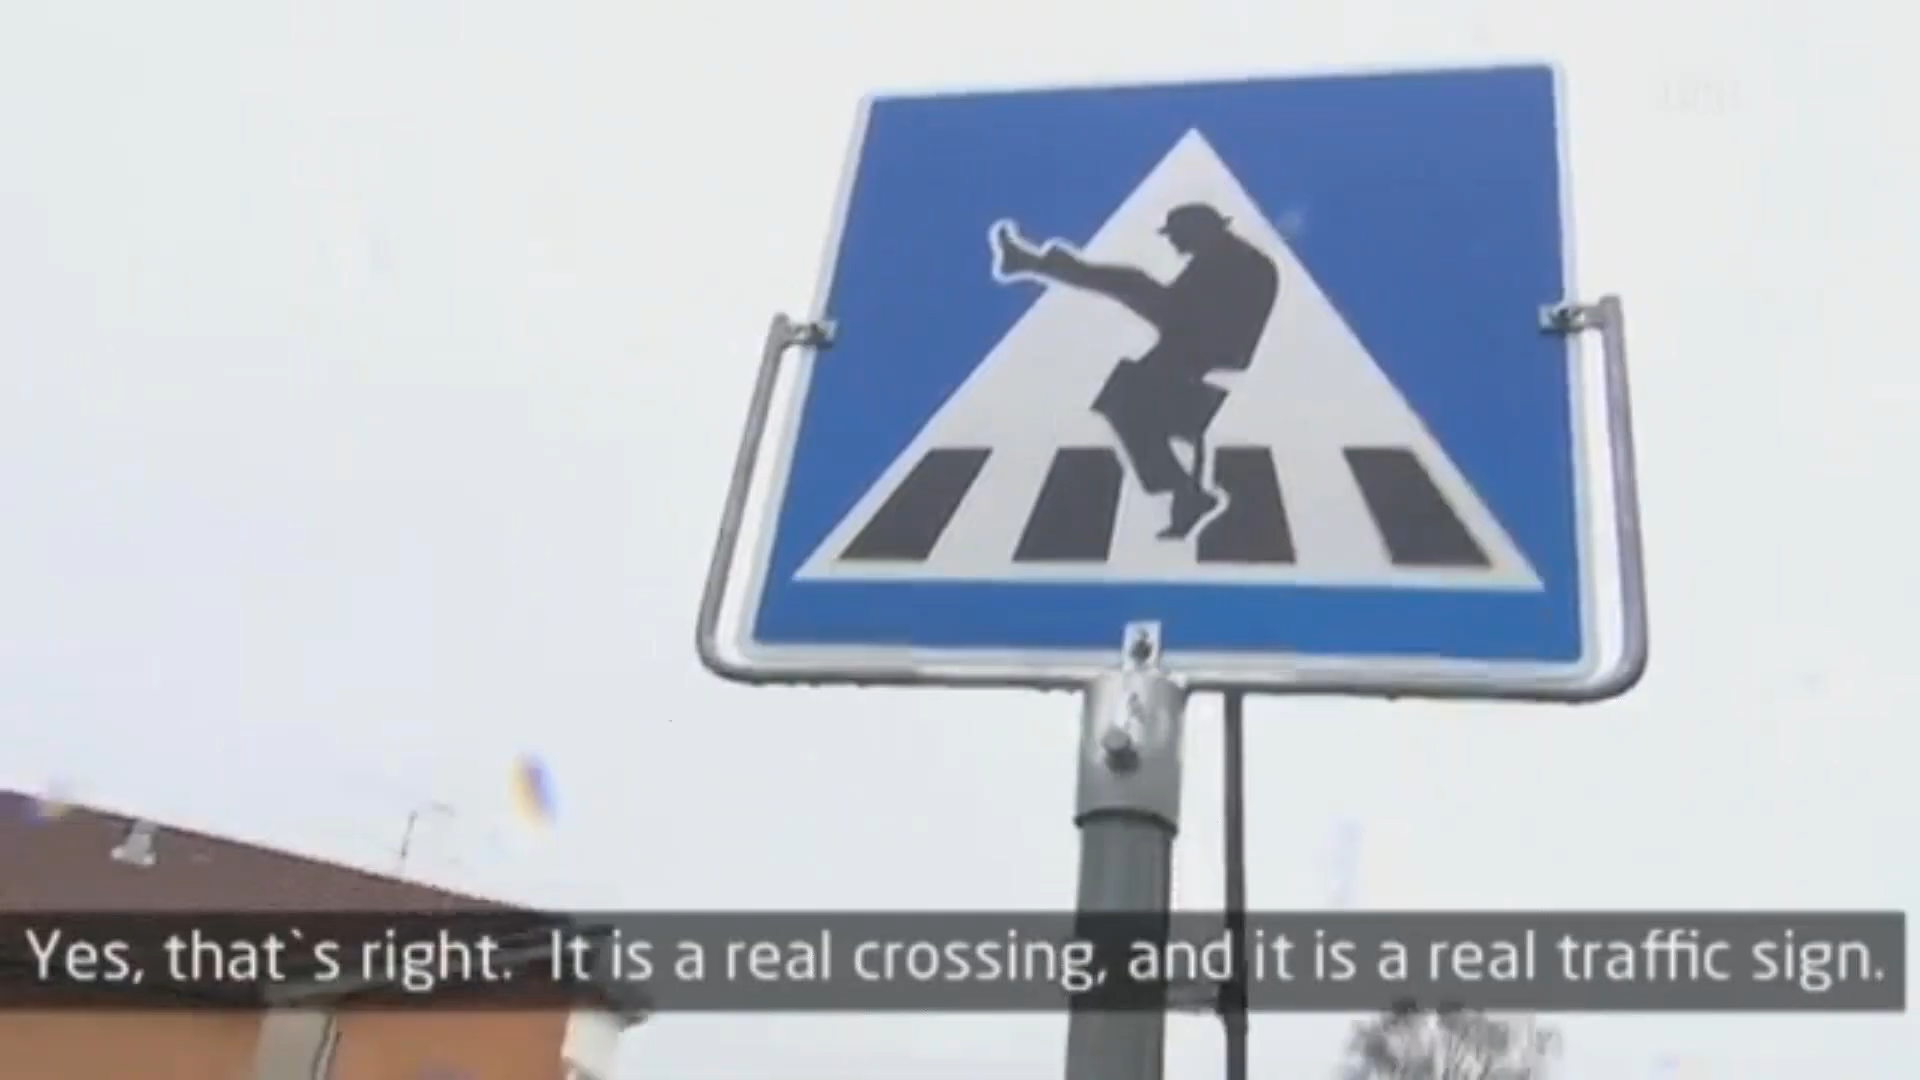 Yes, that`s right. It is a real crossing, and it is a real traffic sign.